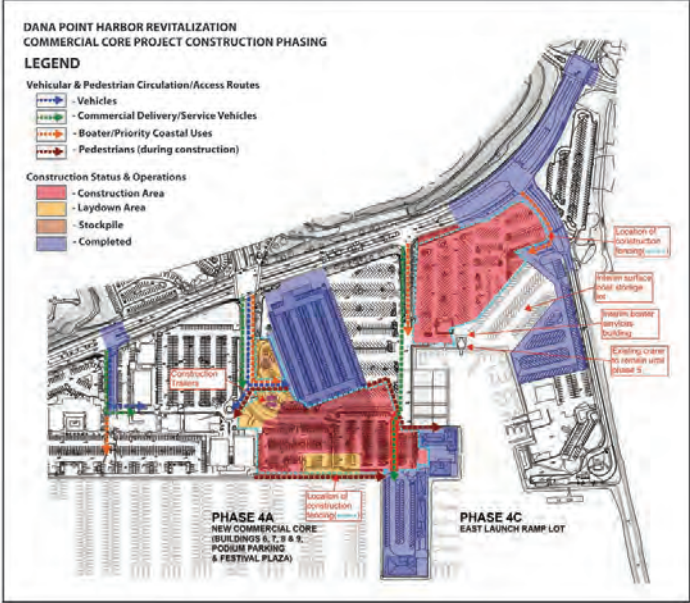 DANA POINT HARBOR REVITALIZATION
COMMERCIAL CORE PROJECT CONSTRUCTION PHASING
LEGEND
Vehicular & Pedestrian Circulation/Access Routes
- Vehicles
- Commercial Delivery/Service Vehicles
- Boater/Priority Coastal Uses
- Pedestrians (during construction)
Construction Status & Operations
- Construction Area
- Laydown Area
- Stockpile
- Completed
Location of
construction
fencing
Interim surface
boat storage
lot
Interim boater
services
building
Existing crane
to remain until
phase 5
Construction
Trailers
Location of
construction
fencing
PHASE 4A
NEW COMMERCIAL CORE
(BUILDINGS 6, 7, 8 & 9,
PODIUM PARKING
& FESTIVAL PLAZA)
PHASE 4C
EAST LAUNCH RAMP LOT